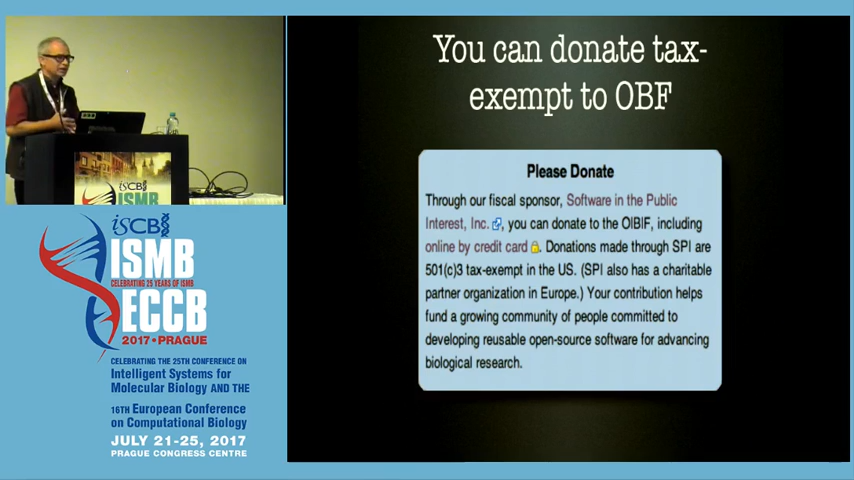 You can donate tax-
exempt to OBF
Please Donate
Through our fiscal sponsor, Software in the Public
Interest, Inc. , you can donate to the O|B|F, including
online by credit card . Donations made through SPI are
501(c)3 tax-exempt in the US. (SPI also has a charitable
partner organization in Europe.) Your contribution helps
fund a growing community of people committed to
developing reusable open-source software for advancing
biological research.
iSCB
ISMB
iSCB
ISMB
CELEBRATING 25 YEARS OF ISMB
ECCB
2017•PRAGUE
CELEBRATING THE 25TH CONFERENCE ON
Intelligent Systems for
Molecular Biology AND THE
16TH European Conference
on Computational Biology
JULY 21-25, 2017
PRAGUE CONGRESS CENTRE